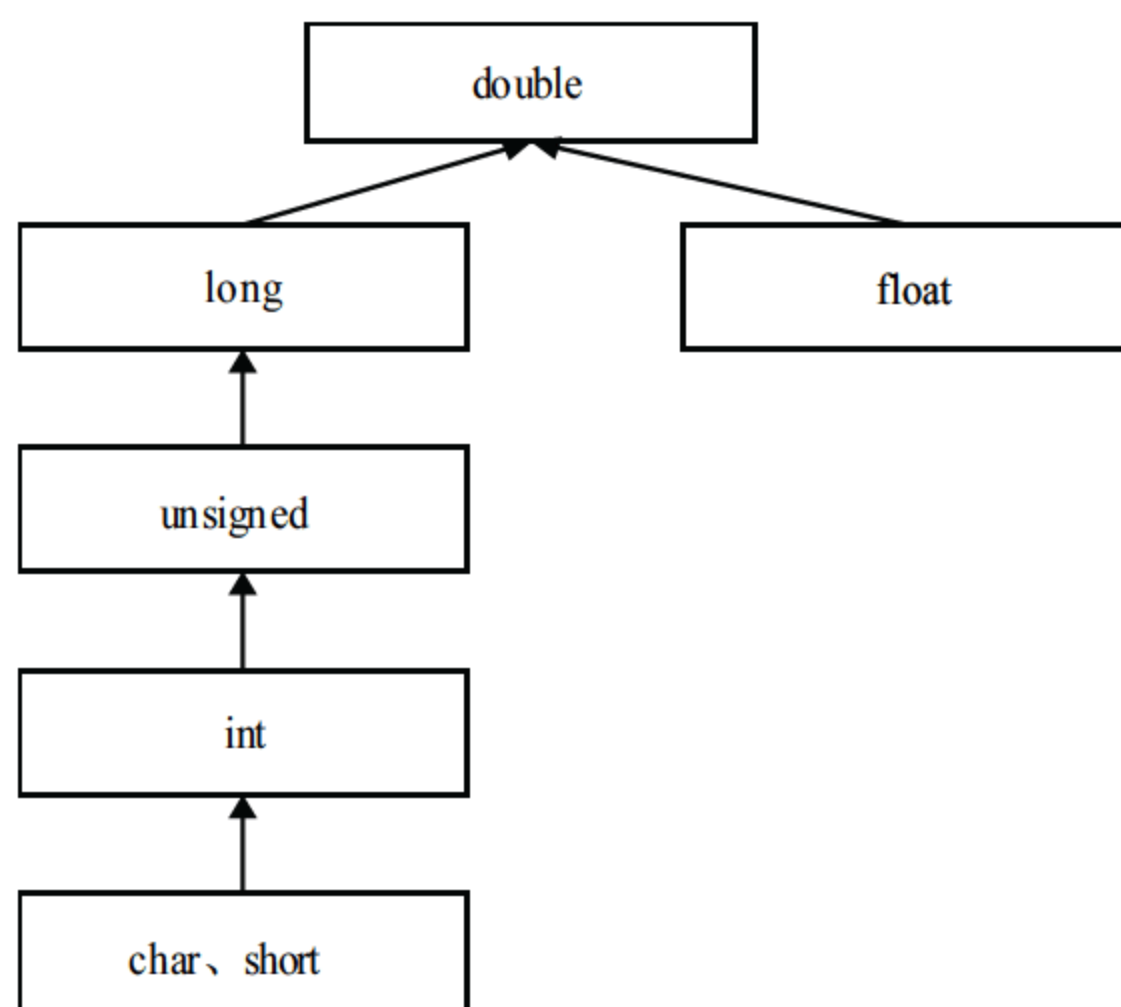 double
long
float
unsigned
int
char、short